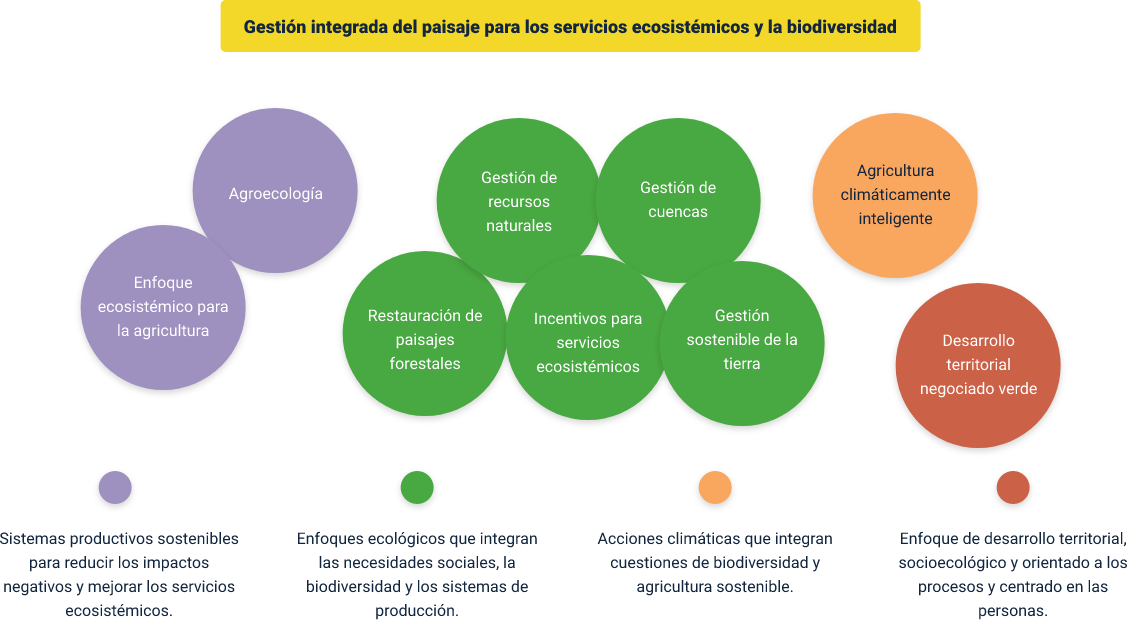 Gestión integrada del paisaje para los servicios ecosistémicos y la biodiversidad
Agroecología
Enfoque
ecosistémico para
la agricultura
Gestión de
recursos
naturales
Gestión de
cuencas
Restauración de
paisajes
forestales
Incentivos para
servicios
ecosistémicos
Gestión
sostenible de la
tierra
Agricultura
climáticamente
inteligente
Desarrollo
territorial
negociado verde
Sistemas productivos sostenibles
para reducir los impactos
negativos y mejorar los servicios
ecosistémicos.
Enfoques ecológicos que integran
las necesidades sociales, la
biodiversidad y los sistemas de
producción.
Acciones climáticas que integran
cuestiones de biodiversidad y
agricultura sostenible.
Enfoque de desarrollo territorial,
socioecológico y orientado a los
procesos y centrado en las
personas.